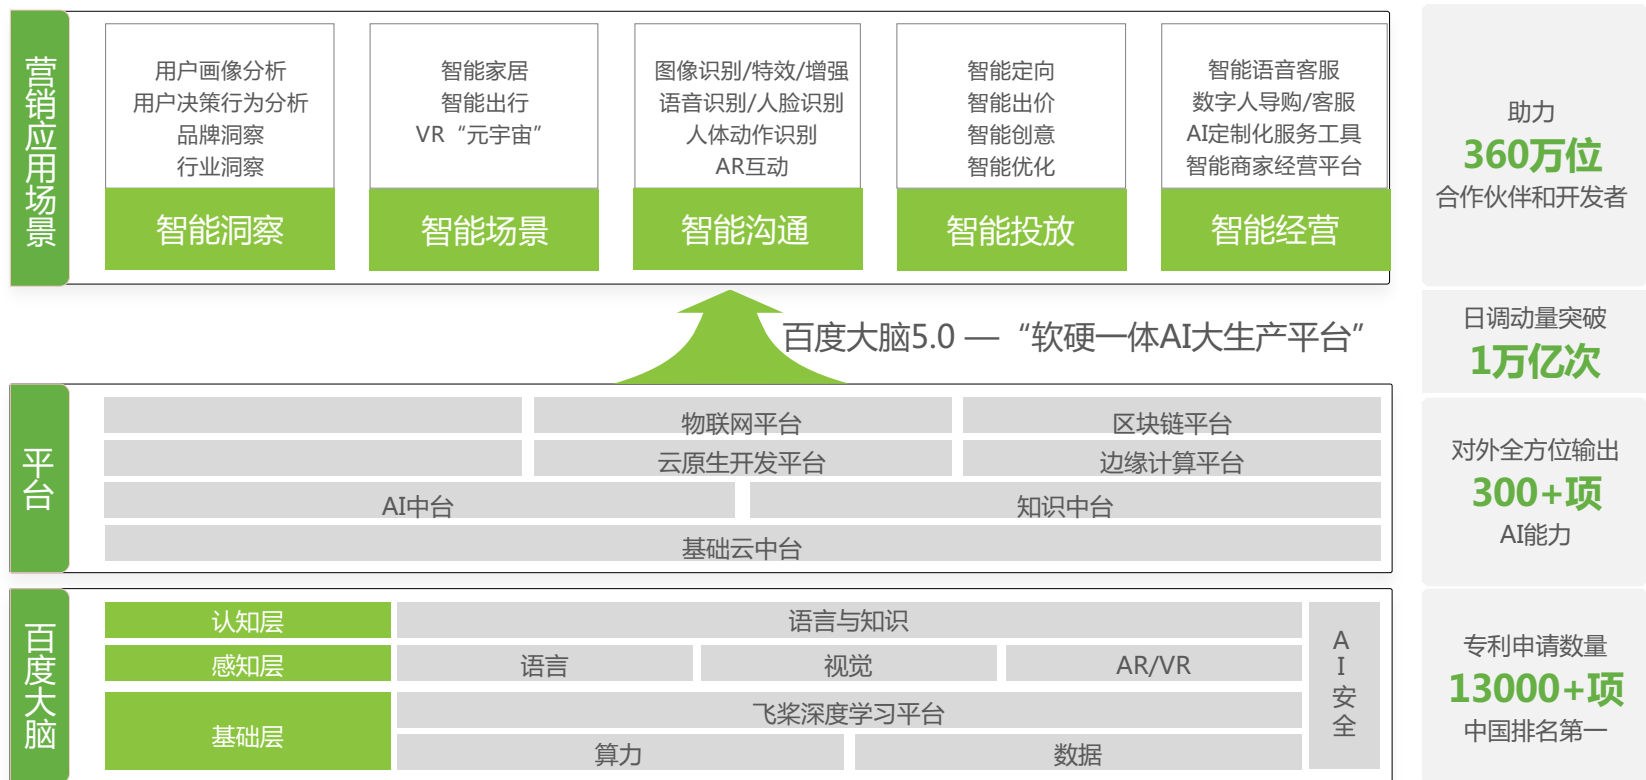 营销应用场景
用户画像分析
用户决策行为分析
品牌洞察
行业洞察
智能洞察
智能家居
智能出行
VR“元宇宙”
智能场景
图像识别/特效/增强
语音识别/人脸识别
人体动作识别
AR互动
智能沟通
智能定向
智能出价
智能创意
智能优化
智能投放
智能语音客服
数字人导购/客服
AI定制化服务工具
智能商家经营平台
智能经营
助力
360万位
合作伙伴和开发者
百度大脑5.0 —“软硬一体AI大生产平台”
日调动量突破
1万亿次
平台
物联网平台
区块链平台
云原生开发平台
边缘计算平台
AI中台
知识中台
基础云中台
对外全方位输出
300+项
AI能力
百度大脑
认知层
语言与知识
感知层
语言
视觉
AR/VR
基础层
飞桨深度学习平台
算力
数据
AI安全
专利申请数量
13000+项
中国排名第一